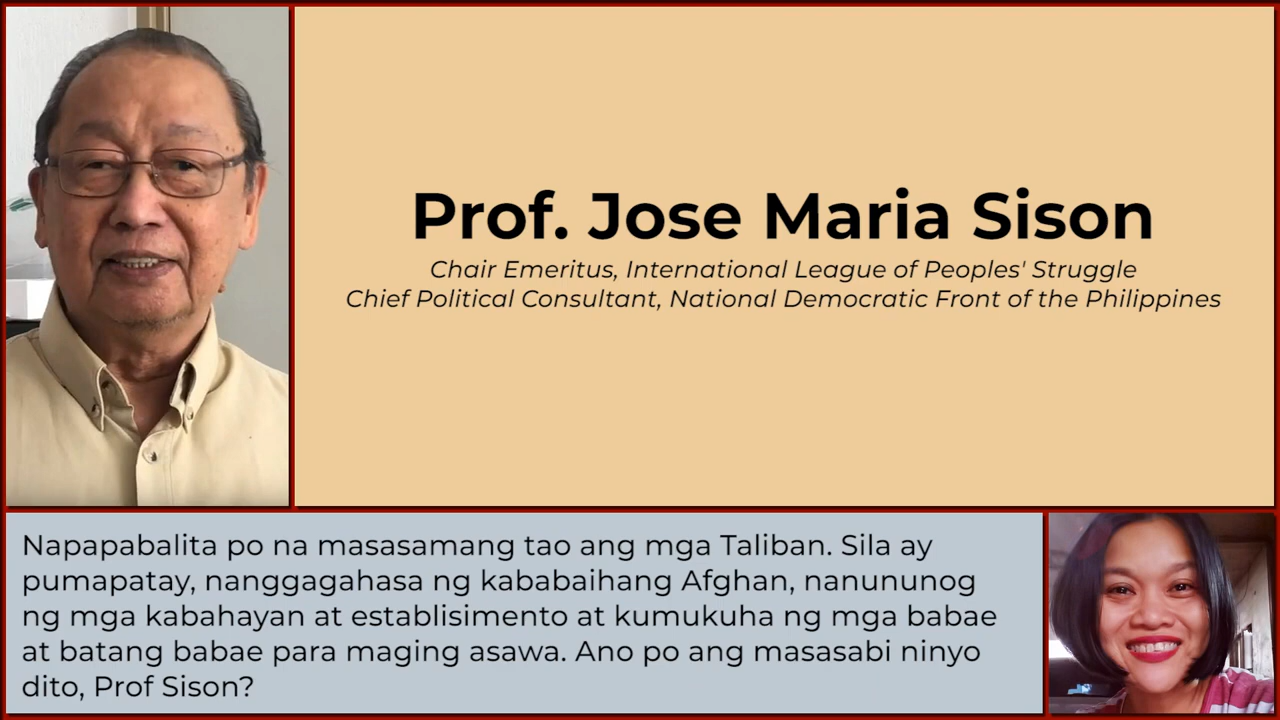 Prof. Jose Maria Sison
Chair Emeritus, International League of Peoples' Struggle
Chief Political Consultant, National Democratic Front of the Philippines
Napapabalita po na masasamang tao ang mga Taliban. Sila ay
pumapatay, nanggagahasa ng kababaihang Afghan, nanununog
ng mga kabahayan at establisimento at kumukuha ng mga babae
at batang babae para maging asawa. Ano po ang masasabi ninyo
dito, Prof Sison?